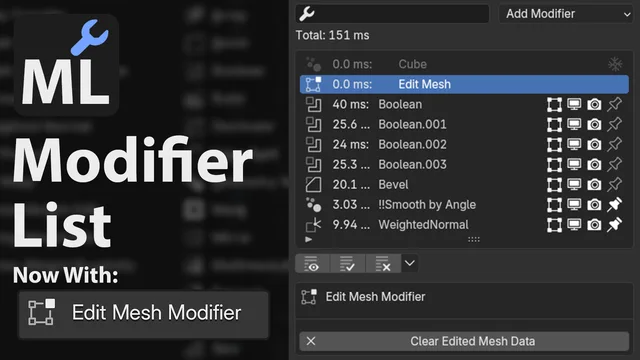 ML
Modifier
List
Now With:
Edit Mesh Modifier
Add Modifier
Total: 151 ms
0.0 ms: Cube
0.0 ms: Edit Mesh
40 ms: Boolean
25.6 ... Boolean.001
24 ms: Boolean.002
25.3 ... Boolean.003
20.1 ... Bevel
3.03 ... !!Smooth by Angle
9.94 ... WeightedNormal
Edit Mesh Modifier
Clear Edited Mesh Data